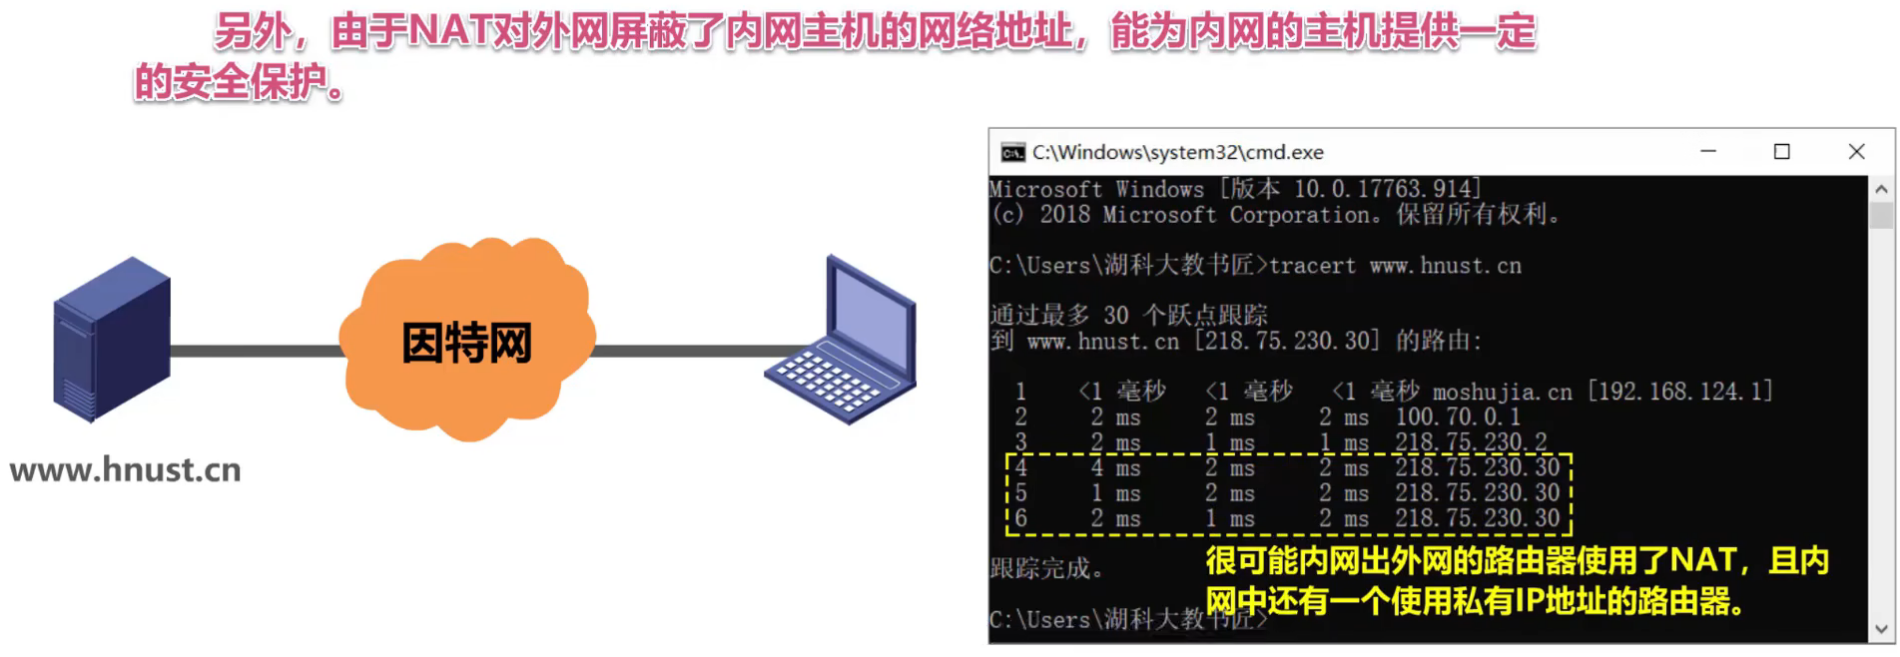 另外，由于NAT对外网屏蔽了内网主机的网络地址，能为内网的主机提供一定
的安全保护。
因特网
www.hnust.cn
C:\Windows\system32\cmd.exe
Microsoft Windows [版本 10.0.17763.914]
(c) 2018 Microsoft Corporation。保留所有权利。
C:\Users\湖科大教书匠>tracert www.hnust.cn
通过最多 30 个跃点跟踪
到 www.hnust.cn [218.75.230.30] 的路由:
1 <1 毫秒 <1 毫秒 <1 毫秒 moshujia.cn [192.168.124.1]
2 2 ms 2 ms 2 ms 100.70.0.1
3 2 ms 1 ms 1 ms 218.75.230.2
4 4 ms 2 ms 2 ms 218.75.230.30
5 1 ms 2 ms 2 ms 218.75.230.30
6 2 ms 1 ms 2 ms 218.75.230.30
跟踪完成。
很可能内网出外网的路由器使用了NAT，且内
网中还有一个使用私有IP地址的路由器。
C:\Users\湖科大教书匠>